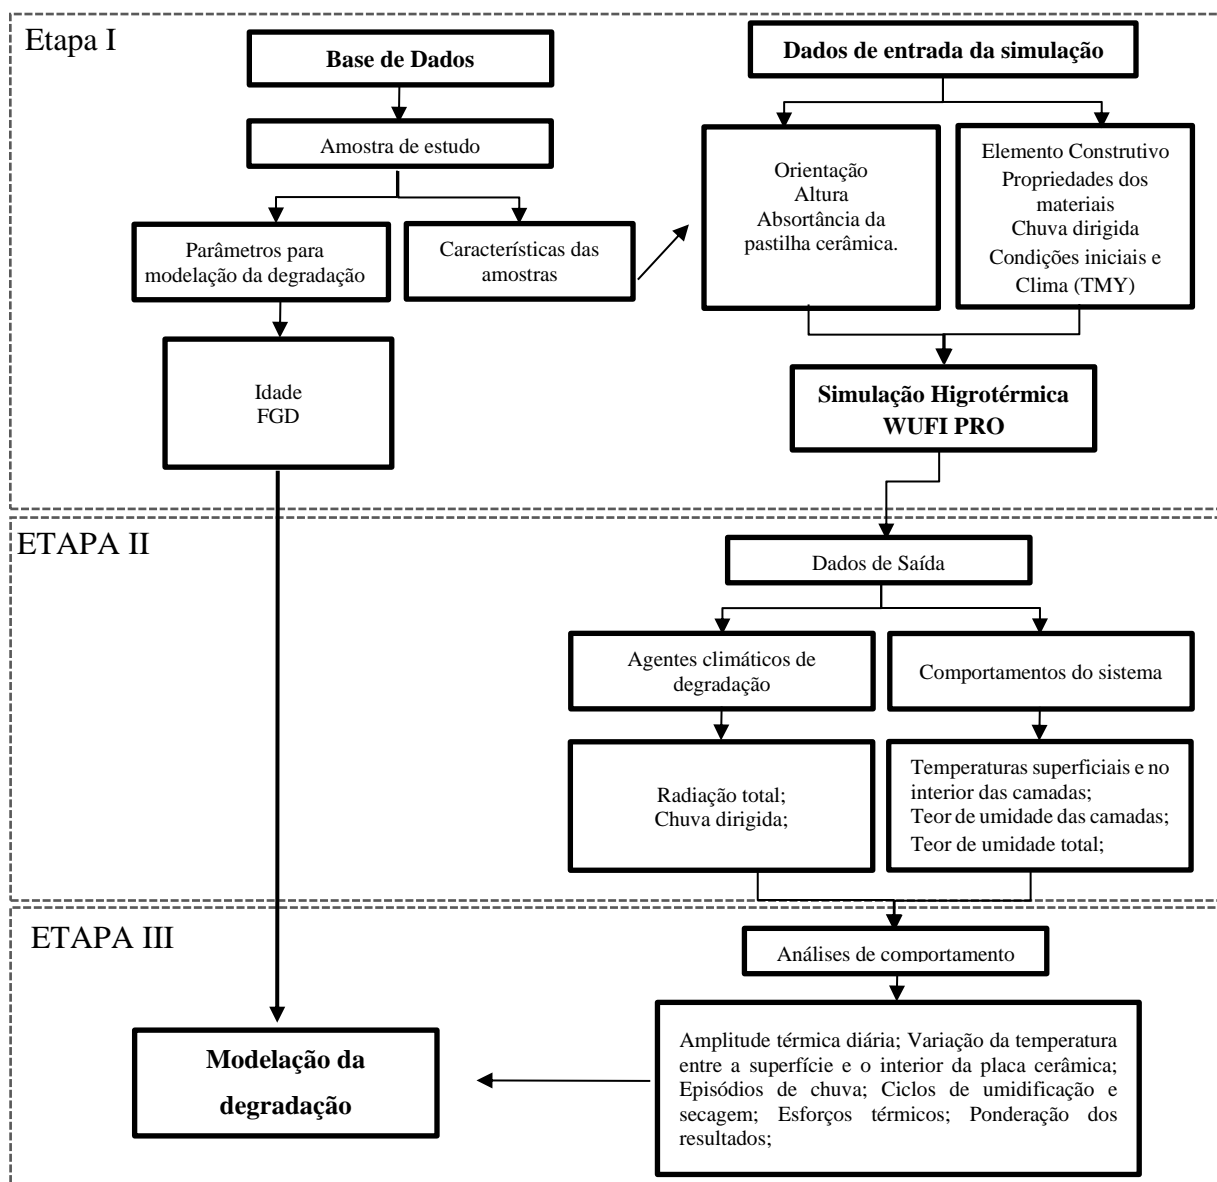 Etapa I
Base de Dados
Dados de entrada da simulação
Amostra de estudo
Parâmetros para
modelação da degradação
Características das
amostras
Orientação
Altura
Absortância da
pastilha cerâmica.
Elemento Construtivo
Propriedades dos
materiais
Chuva dirigida
Condições iniciais e
Clima (TMY)
Idade
FGD
Simulação Higrotérmica
WUFI PRO
ETAPA II
Dados de Saída
Agentes climáticos de
degradação
Comportamentos do sistema
Radiação total;
Chuva dirigida;
Temperaturas superficiais e no
interior das camadas;
Teor de umidade das camadas;
Teor de umidade total;
ETAPA III
Análises de comportamento
Modelação da
degradação
Amplitude térmica diária; Variação da temperatura
entre a superfície e o interior da placa cerâmica;
Episódios de chuva; Ciclos de umidificação e
secagem; Esforços térmicos; Ponderação dos
resultados;